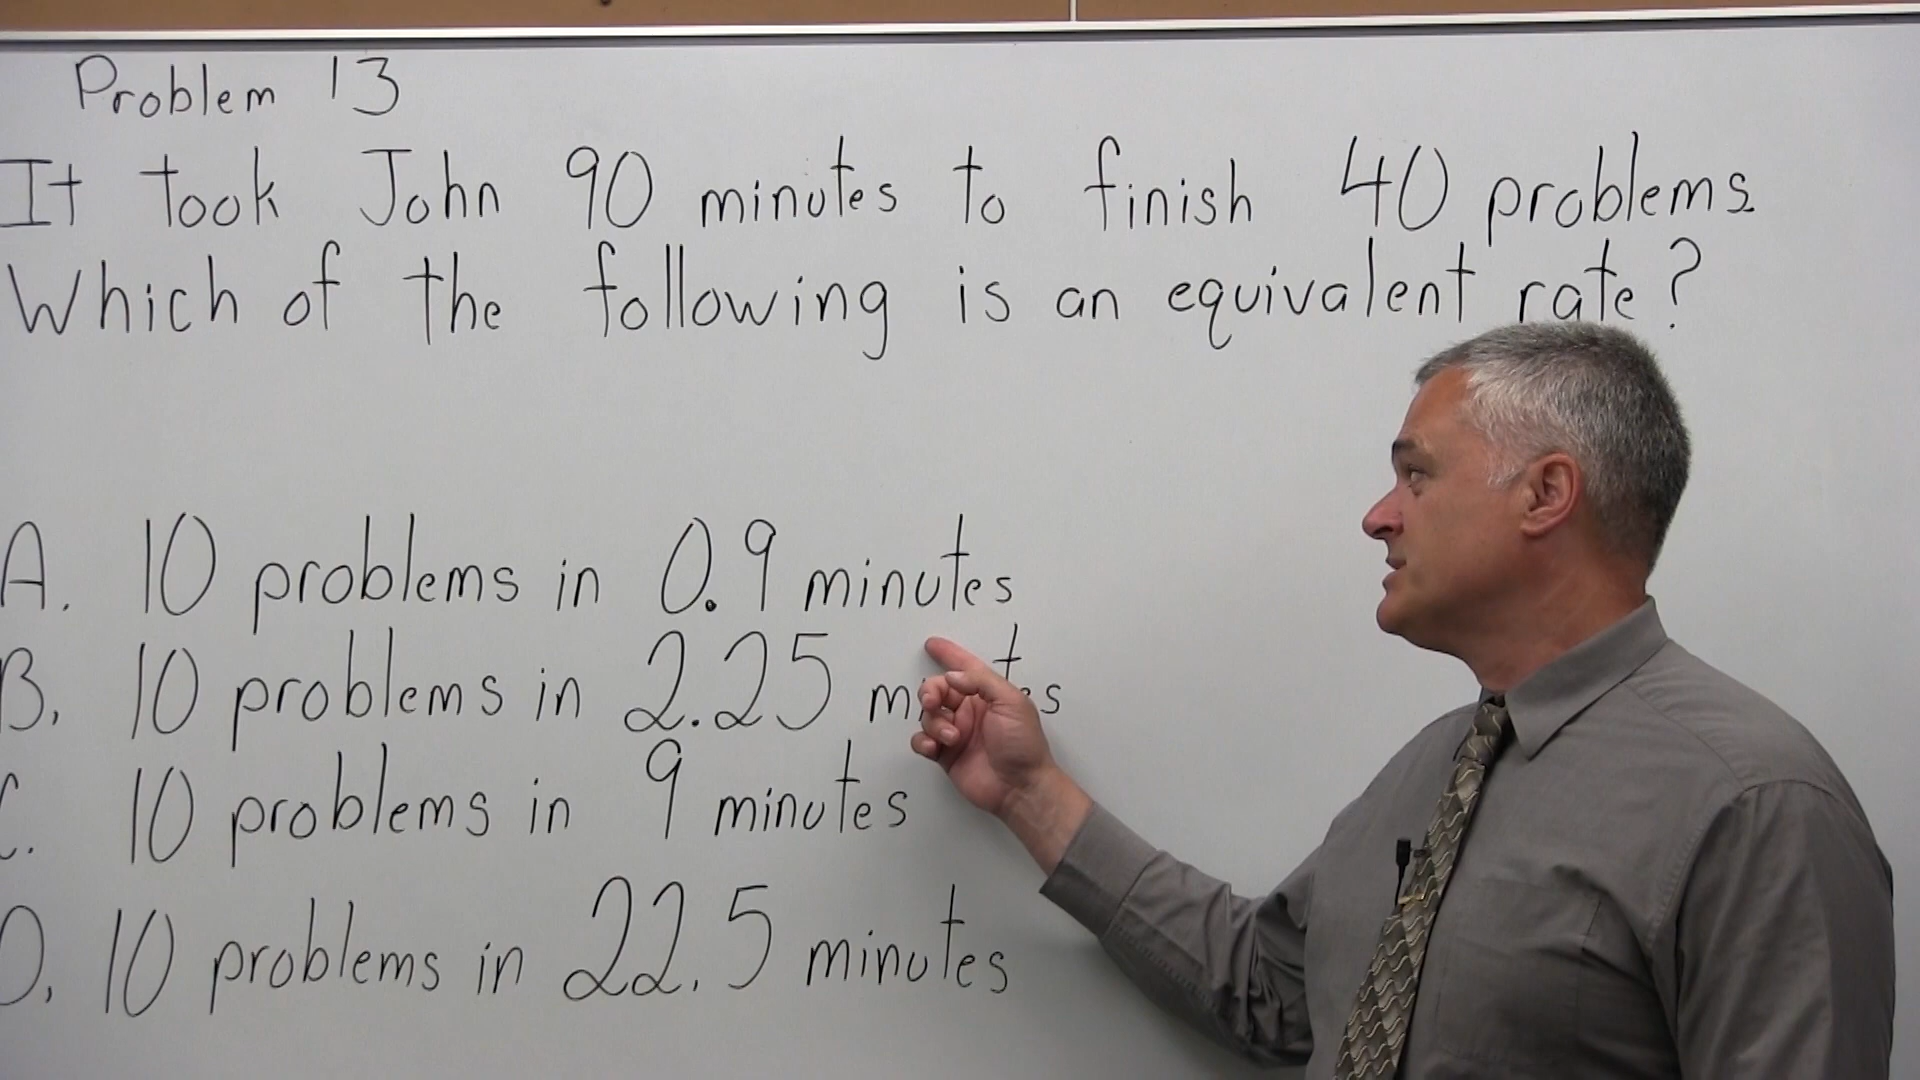 Problem 13
It took John 90 minutes to finish 40 problems.
Which of the following is an equivalent rate?
A. 10 problems in 0.9 minutes
B. 10 problems in 2.25
C. 10 problems in 9 minutes
D. 10 problems in 22.5 minutes